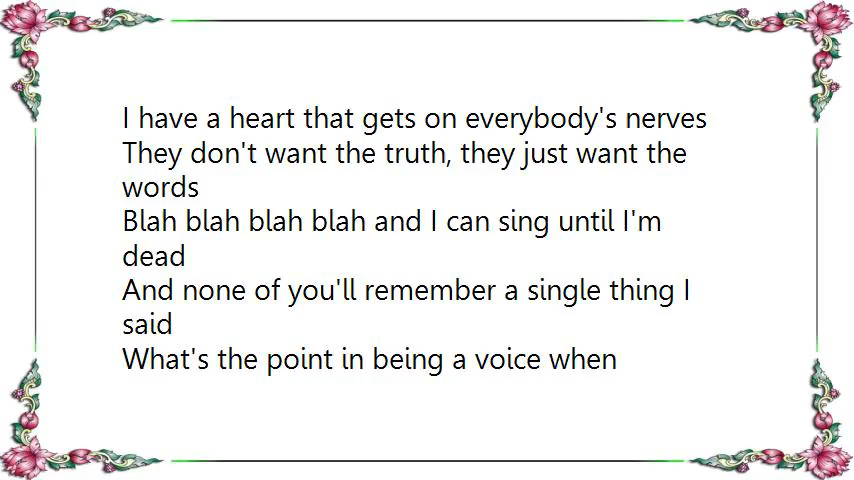 I have a heart that gets on everybody's nerves
They don't want the truth, they just want the
words
Blah blah blah blah and I can sing until I'm
dead
And none of you'll remember a single thing I
said
What's the point in being a voice when